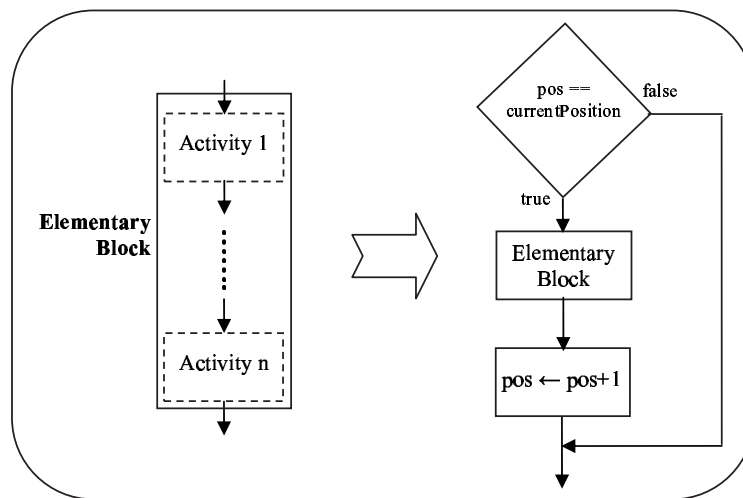 Activity 1
Elementary
Block
Activity n
pos ==
currentPosition
false
true
Elementary
Block
pos ← pos+1